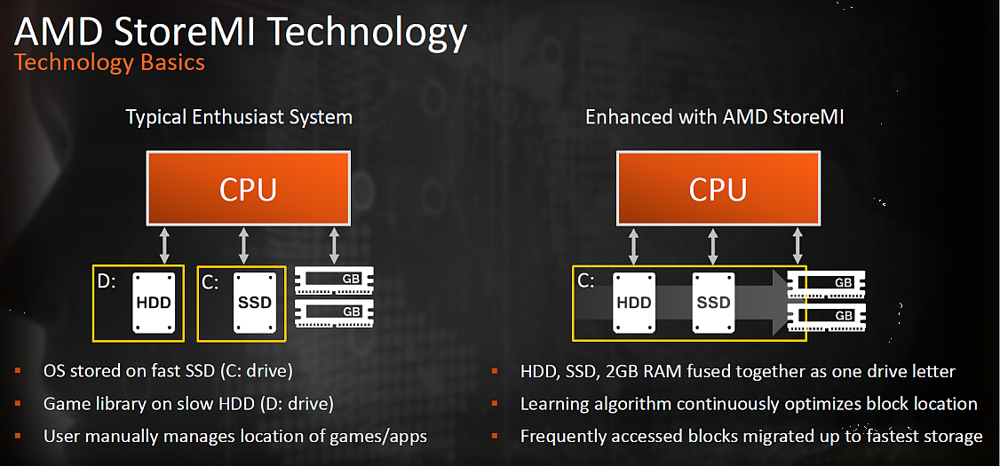 AMD StoreMI Technology
Technology Basics
Typical Enthusiast System
CPU
D:
HDD
C:
SSD
GB
GB
▪ OS stored on fast SSD (C: drive)
▪ Game library on slow HDD (D: drive)
▪ User manually manages location of games/apps
Enhanced with AMD StoreMI
CPU
C:
HDD
SSD
GB
GB
▪ HDD, SSD, 2GB RAM fused together as one drive letter
▪ Learning algorithm continuously optimizes block location
▪ Frequently accessed blocks migrated up to fastest storage